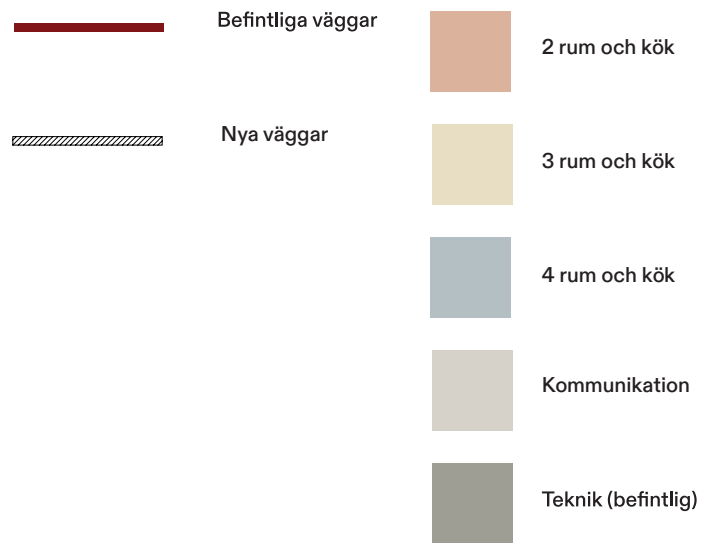 Befintliga väggar
Nya väggar
2 rum och kök
3 rum och kök
4 rum och kök
Kommunikation
Teknik (befintlig)